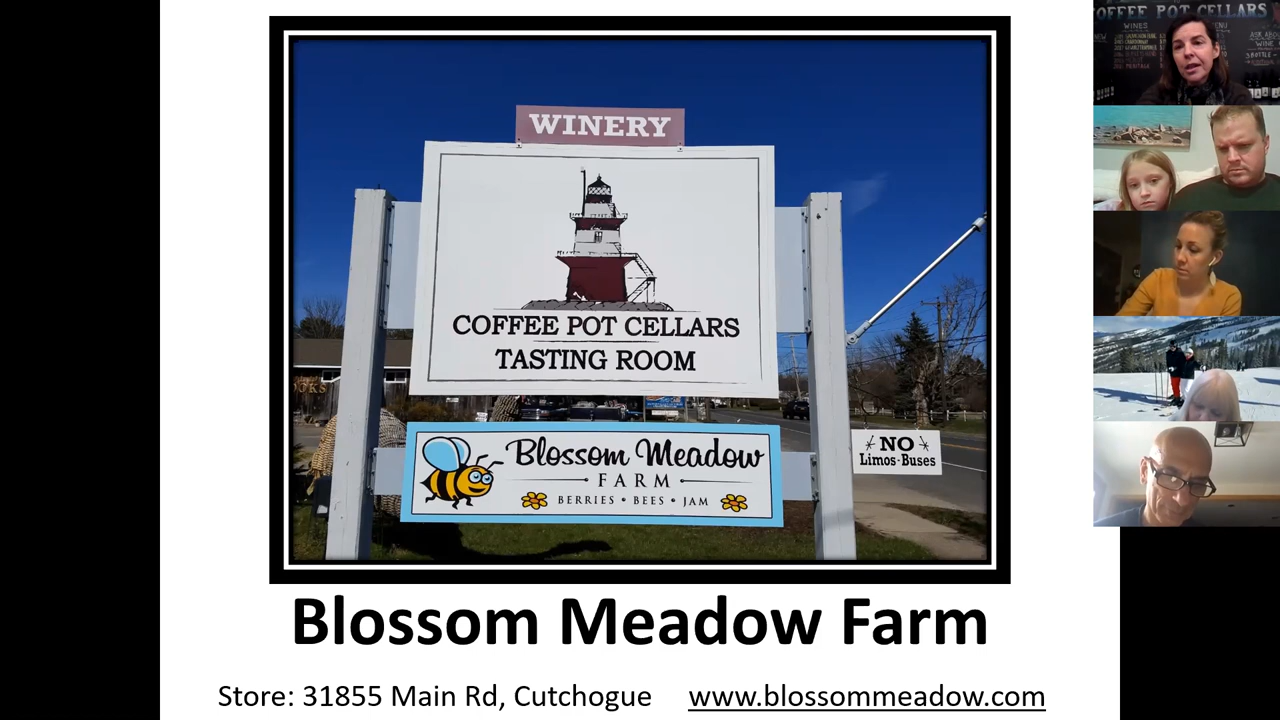 WINERY
COFFEE POT CELLARS
TASTING ROOM
Blossom Meadow
FARM
BERRIES • BEES • JAM
NO
Limos-Buses
Blossom Meadow Farm
Store: 31855 Main Rd, Cutchogue www.blossommeadow.com
COFFEE POT CELLARS
WINES